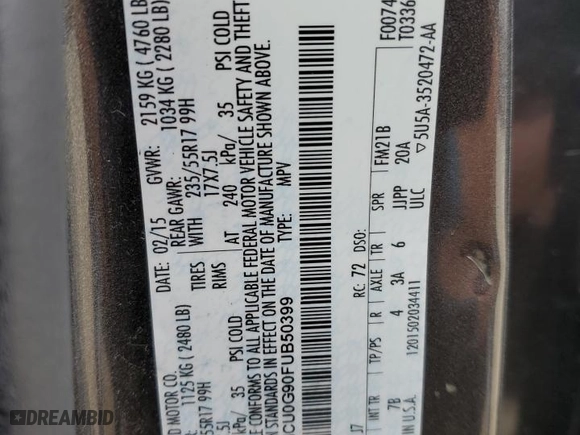 D MOTOR CO. DATE: 02/15 GVWR: 2159 KG ( 4760 LB
1125 KG ( 2480 LB) REAR GAWR: 1034 KG ( 2280 LB)
55R17 99H TIRES WITH 235/55R17 99H
.5J RIMS 17X7.5J
PSI COLD AT 240 kPa/ 35 PSI COLD
35
TO ALL APPLICABLE FEDERAL MOTOR VEHICLE SAFETY AND THEFT
N STANDARDS IN EFFECT ON THE DATE OF MANUFACTURE SHOWN ABOVE.
CU0G90FUB50399 TYPE: MPV
F0074
T0336
RC: 72 DSO:
INT TR TP/PS R AXLE TR SPR FM21B
7B 4 3A 6 JJPP 20A
ULC
IN U.S.A. 1201502034411 ▽5U5A-3520472-AA
DREAMBID